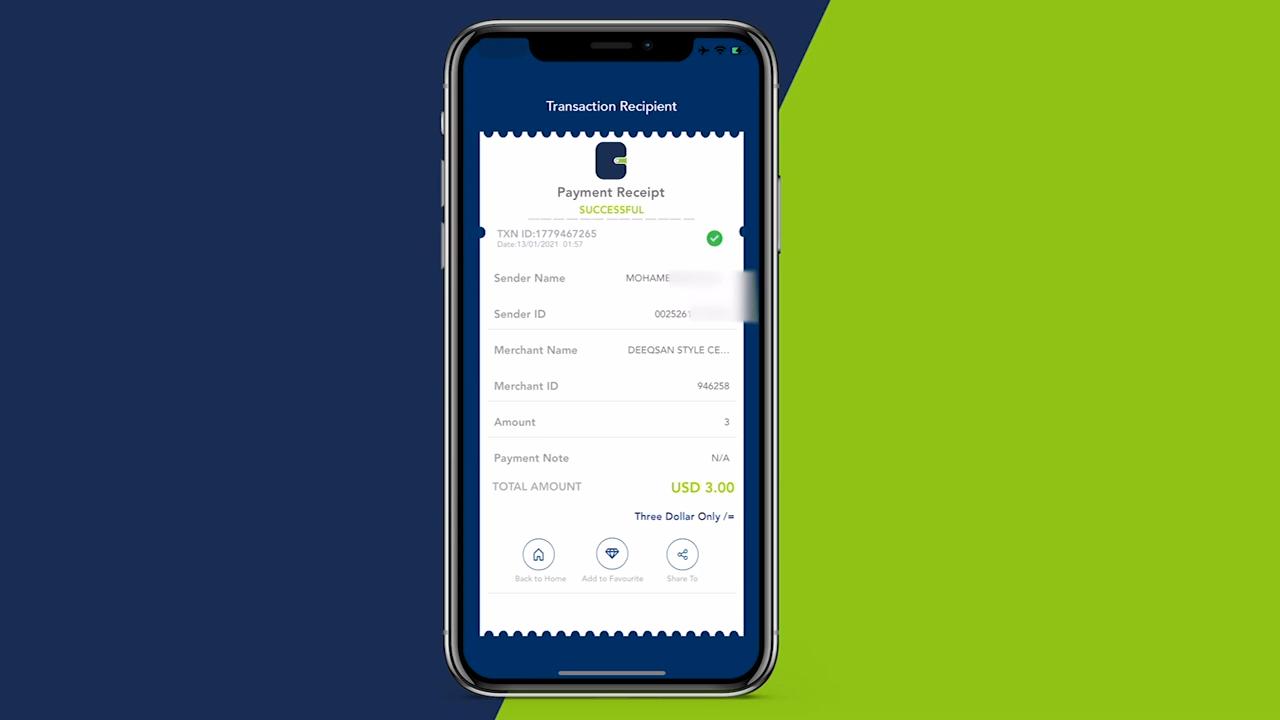 Transaction Recipient
Payment Receipt
SUCCESSFUL
TXN ID:1779467265
Date:13/01/2021 01:57
Sender Name MOHAME
Sender ID 0025261
Merchant Name DEEQSAN STYLE CE...
Merchant ID 946258
Amount 3
Payment Note N/A
TOTAL AMOUNT USD 3.00
Three Dollar Only /=
Back to Home Add to Favourite Share To